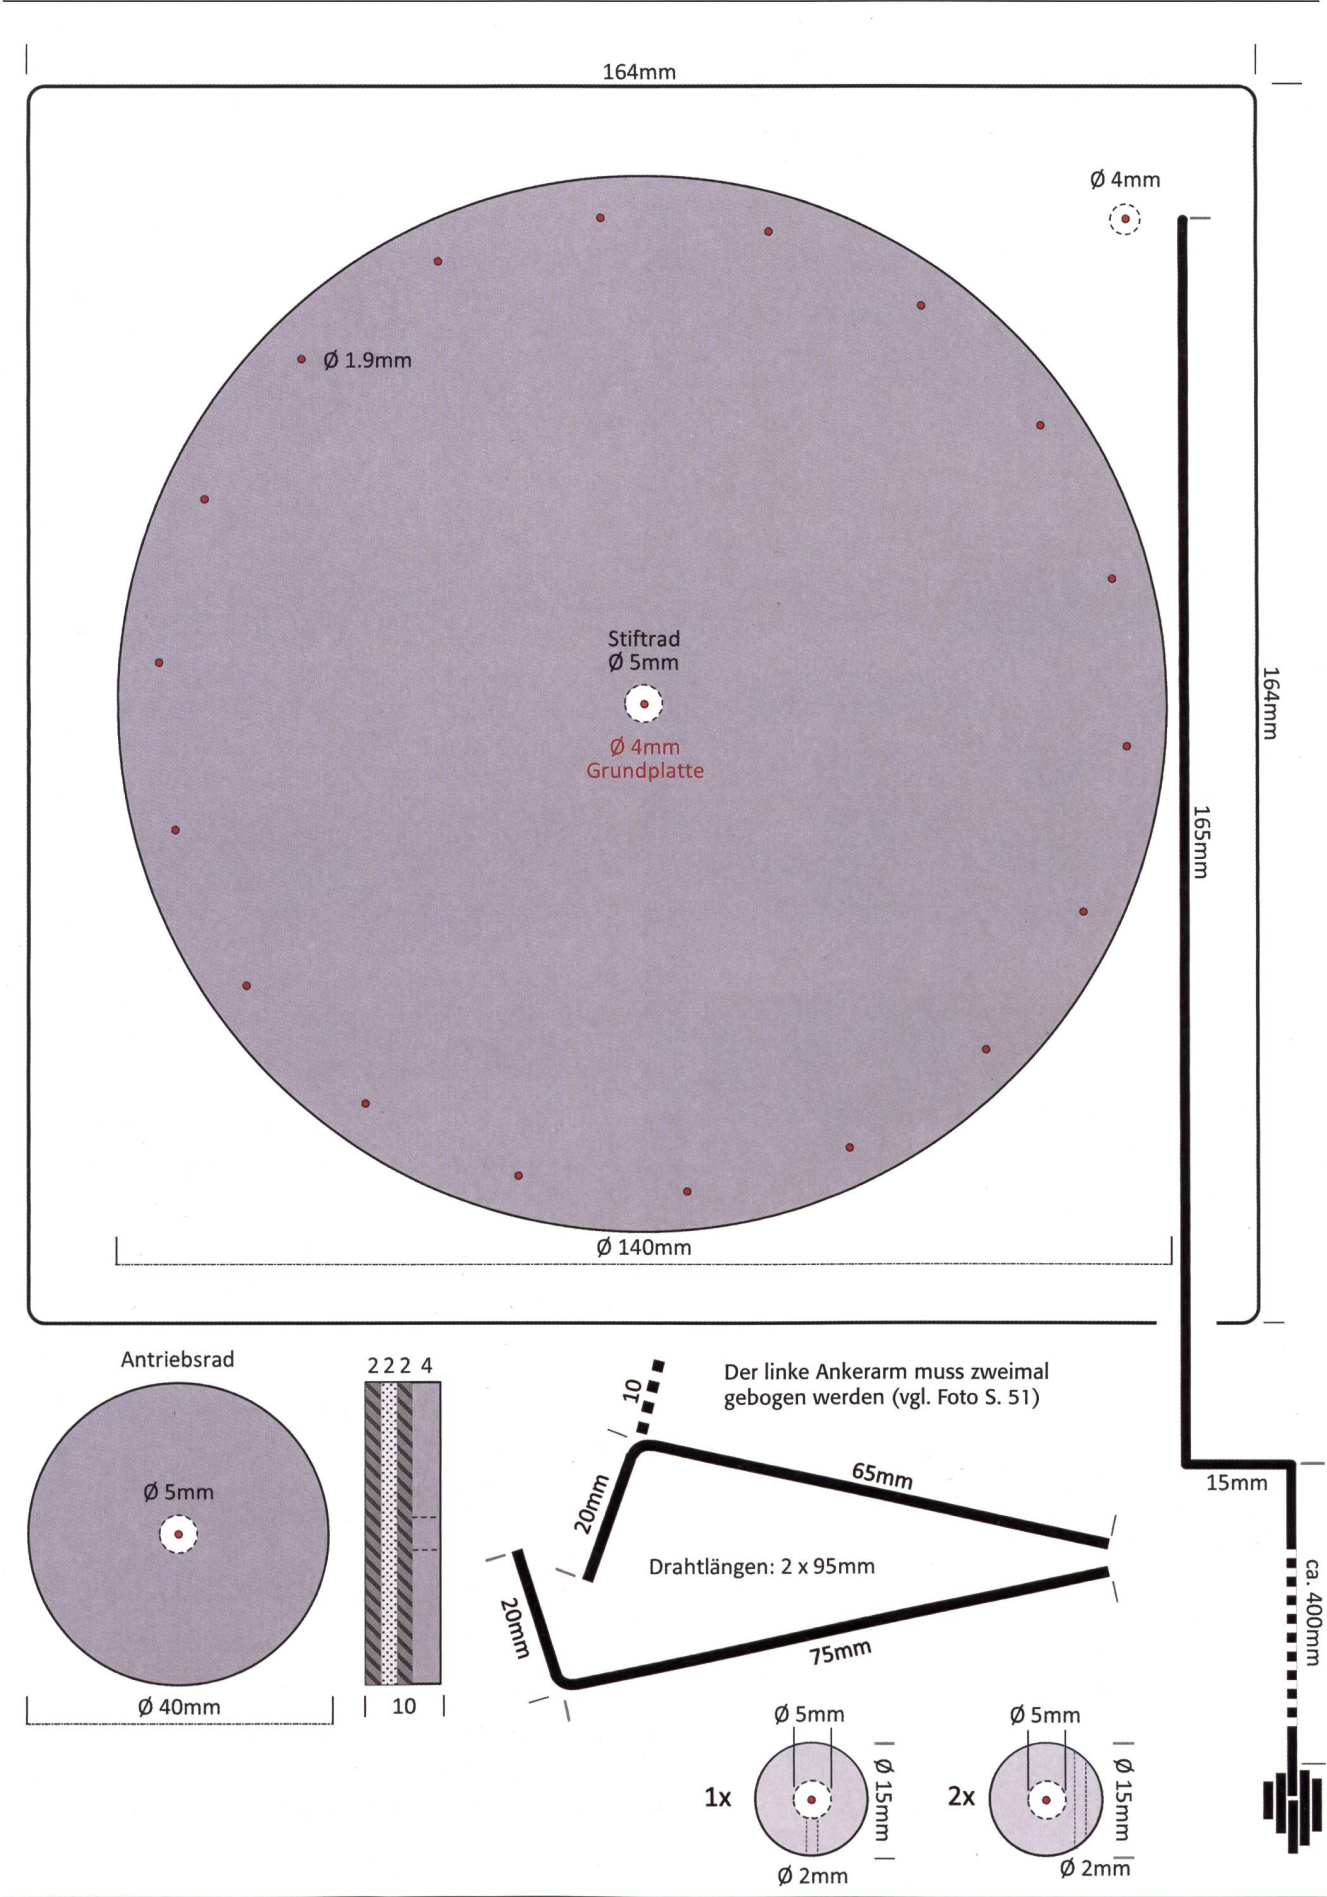 164mm
Ø 4mm
Ø 1.9mm
Stiftrad
Ø 5mm
Ø 4mm
Grundplatte
164mm
165mm
Ø 140mm
Antriebsrad
2 2 2 4
10
Der linke Ankerarm muss zweimal
gebogen werden (vgl. Foto S. 51)
65mm
15mm
Ø 5mm
20mm
Drahtlängen: 2 x 95mm
ca. 400mm
20mm
75mm
Ø 40mm
10
Ø 5mm
Ø 5mm
1x
Ø 15mm
2x
Ø 15mm
Ø 2mm
Ø 2mm